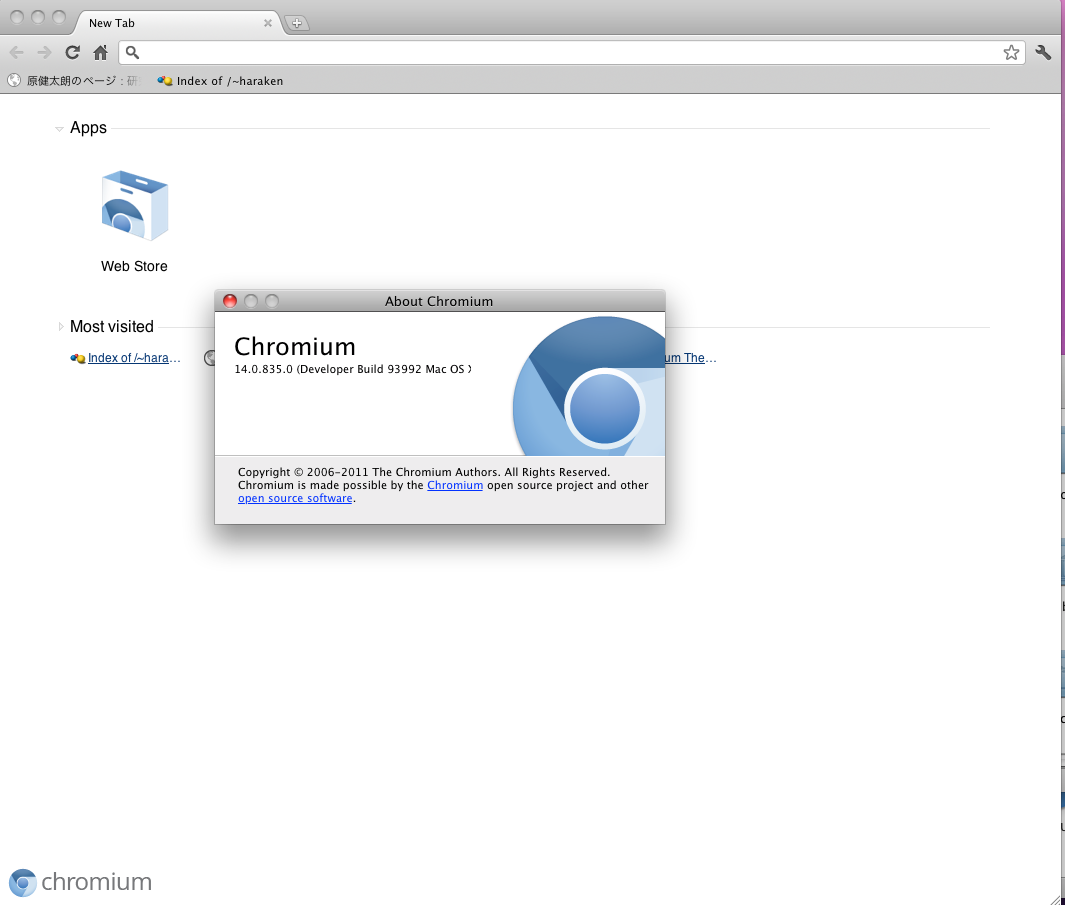 New Tab
原健太朗のページ : 研
Index of /~haraken
Apps
Web Store
About Chromium
Most visited
Chromium
14.0.835.0 (Developer Build 93992 Mac OS
Index of /~hara…
um The…
Copyright © 2006-2011 The Chromium Authors. All Rights Reserved.
Chromium is made possible by the Chromium open source project and other
open source software.
chromium